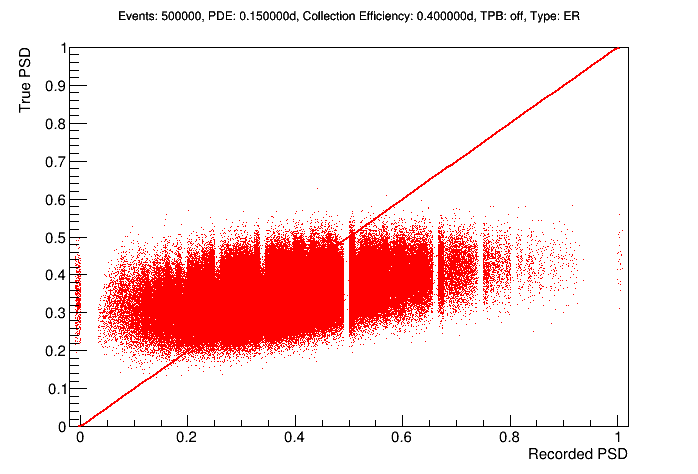 Events: 500000, PDE: 0.150000d, Collection Efficiency: 0.400000d, TPB: off, Type: ER
True PSD
1
0.9
0.8
0.7
0.6
0.5
0.4
0.3
0.2
0.1
0
0 0.2 0.4 0.6 0.8 1
Recorded PSD